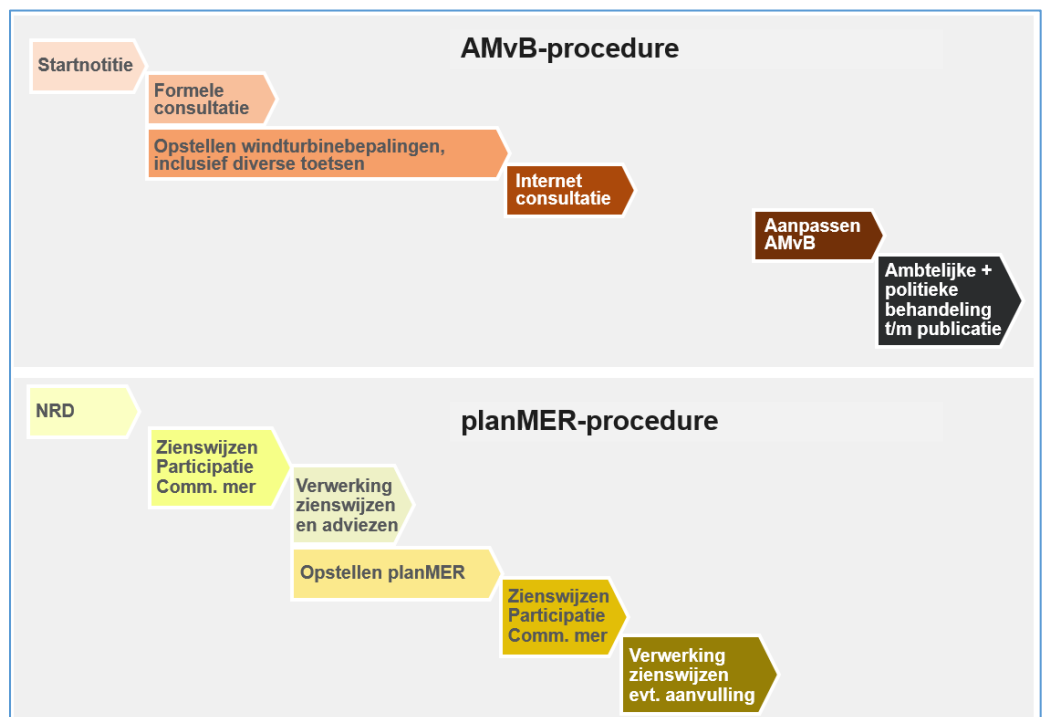 AMvB-procedure
Startnotitie
Formele
consultatie
Opstellen windturbinebepalingen,
inclusief diverse toetsen
Internet
consultatie
Aanpassen
AMvB
Ambtelijke +
politieke
behandeling
t/m publicatie
planMER-procedure
NRD
Zienswijzen
Participatie
Comm. mer
Verwerking
zienswijzen
en adviezen
Opstellen planMER
Zienswijzen
Participatie
Comm. mer
Verwerking
zienswijzen
evt. aanvulling